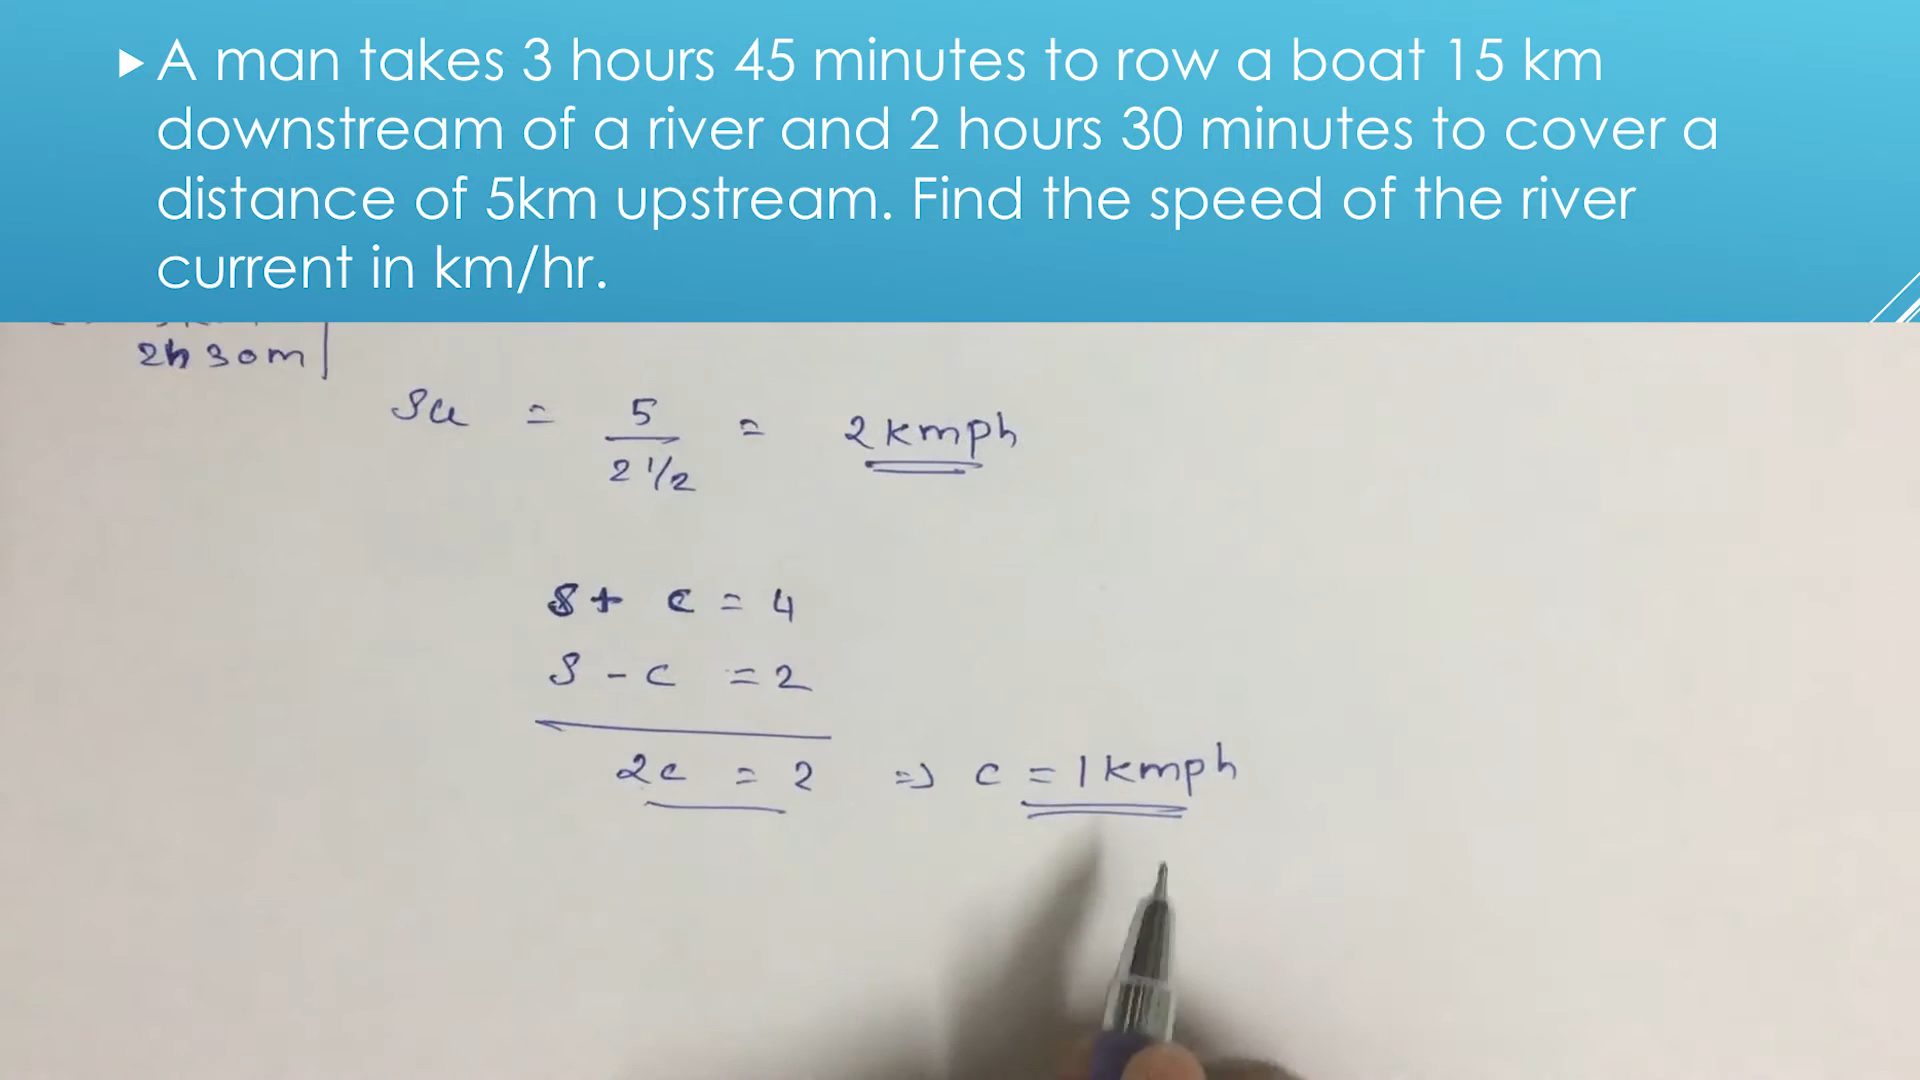 A man takes 3 hours 45 minutes to row a boat 15 km
downstream of a river and 2 hours 30 minutes to cover a
distance of 5km upstream. Find the speed of the river
current in km/hr.
2h 30m
Su = 5 / 2 1/2 = 2 kmph
S + c = 4
S - c = 2
2c = 2 => c = 1 kmph